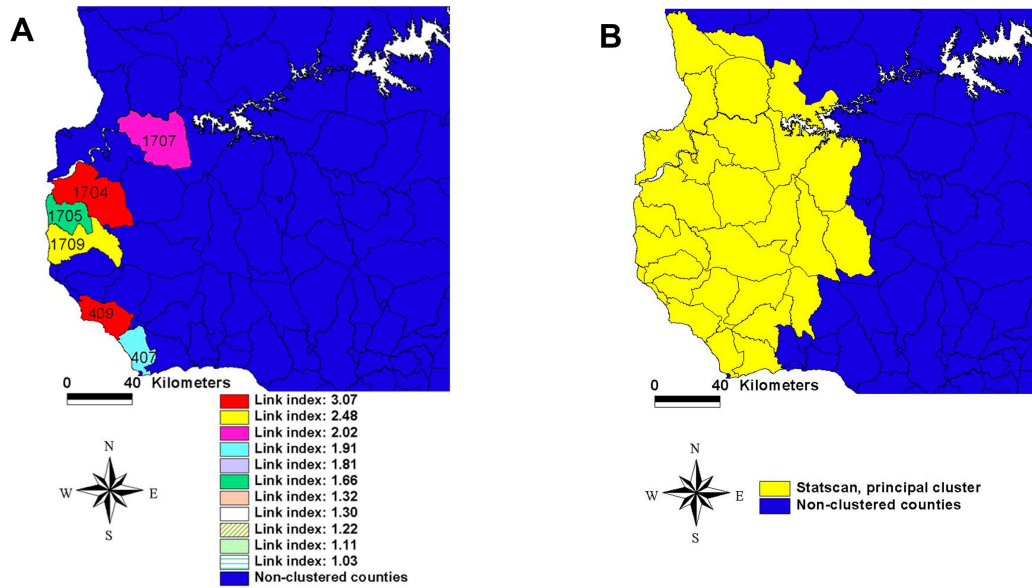 A
1707
1704
1705
1709
409
407
0 40 Kilometers
N
W E
S
Link index: 3.07
Link index: 2.48
Link index: 2.02
Link index: 1.91
Link index: 1.81
Link index: 1.66
Link index: 1.32
Link index: 1.30
Link index: 1.22
Link index: 1.11
Link index: 1.03
Non-clustered counties
B
0 40 Kilometers
N
W E
S
Statscan, principal cluster
Non-clustered counties